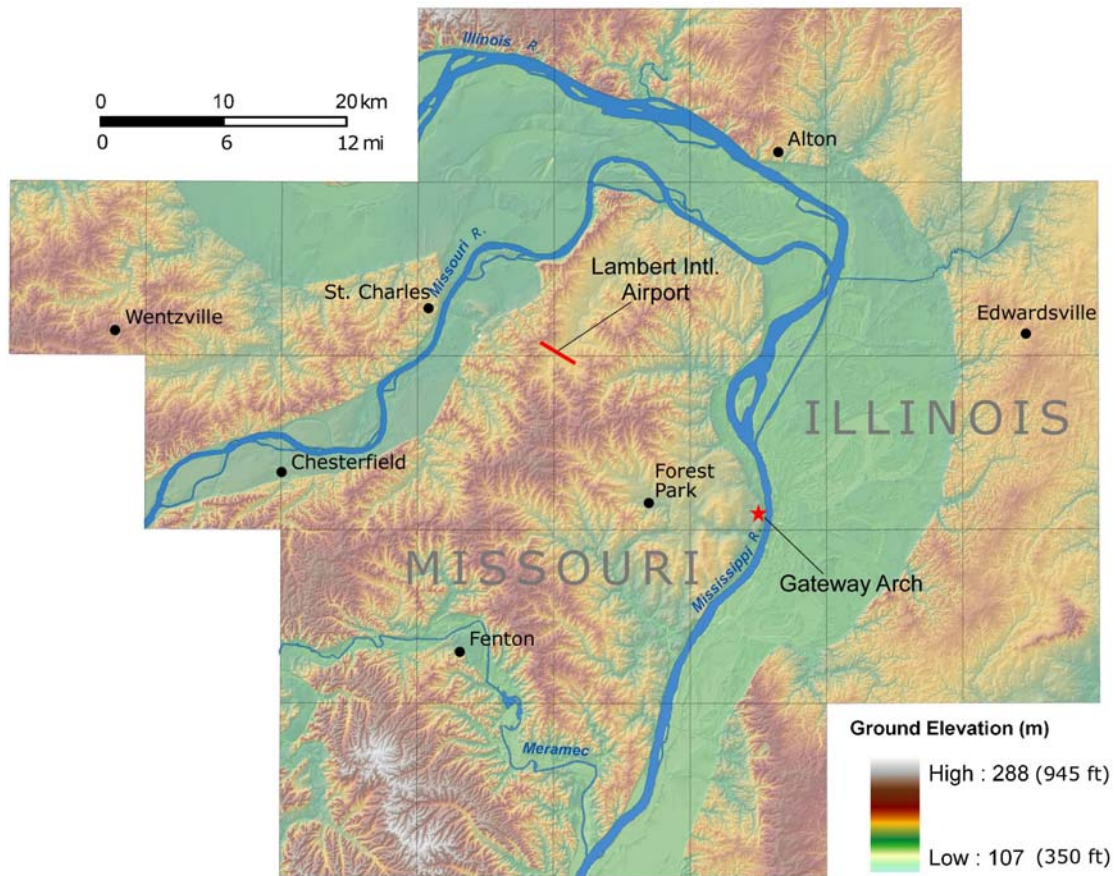 Illinois R.
0 10 20 km
0 6 12 mi
Alton
Missouri R.
Lambert Intl.
Airport
St. Charles
Wentzville
Edwardsville
ILLINOIS
Chesterfield
Forest
Park
MISSOURI
Mississippi R.
Gateway Arch
Fenton
Meramec
Ground Elevation (m)
High : 288 (945 ft)
Low : 107 (350 ft)